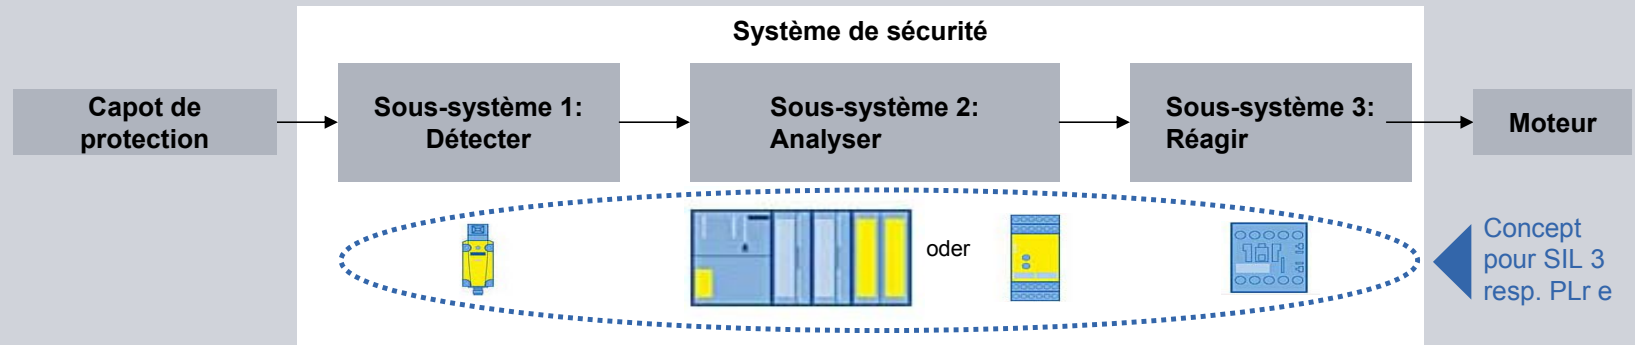 Système de sécurité
Capot de
protection
Sous-système 1:
Détecter
Sous-système 2:
Analyser
Sous-système 3:
Réagir
Moteur
oder
Concept
pour SIL 3
resp. PLr e